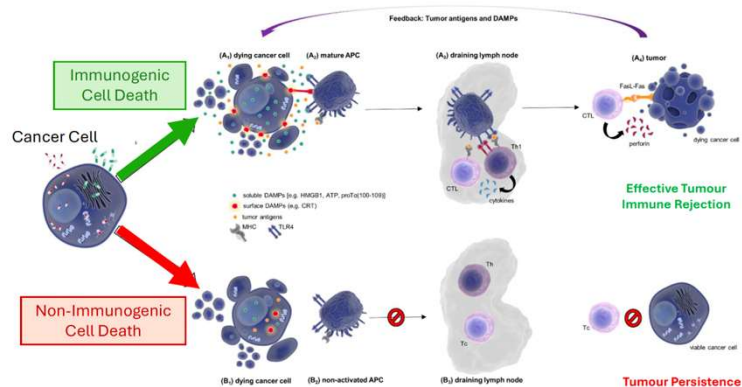 Feedback: Tumor antigens and DAMPs
(A₁) dying cancer cell
(A₂) mature APC
(A₃) draining lymph node
(A₄) tumor
Immunogenic
Cell Death
FasL-Fas
CTL
perforin
dying cancer cell
Cancer Cell
MHC
Th1
CTL
cytokines
soluble DAMPs [e.g. HMGB1, ATP, proTα(100-109)]
surface DAMPs (e.g. CRT)
tumor antigens
MHC
TLR4
Effective Tumour
Immune Rejection
Non-Immunogenic
Cell Death
Th
Tc
Tc
viable cancer cell
(B₁) dying cancer cell
(B₂) non-activated APC
(B₃) draining lymph node
Tumour Persistence